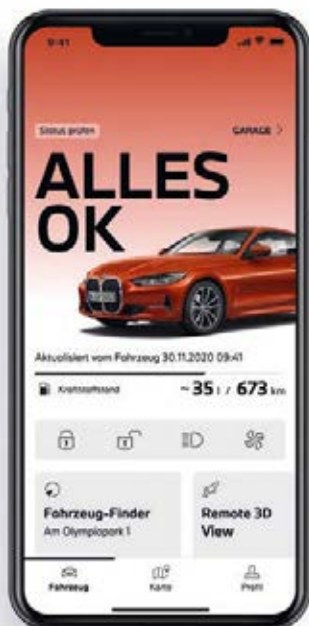 9:41
Status prüfen
GARAGE >
ALLES
OK
Aktualisiert vom Fahrzeug 30.11.2020 09:41
Kraftstoffstand
~ 35 l / 673 km
Fahrzeug-Finder
Am Olympiapark 1
Remote 3D
View
Fahrzeug
Karte
Profil